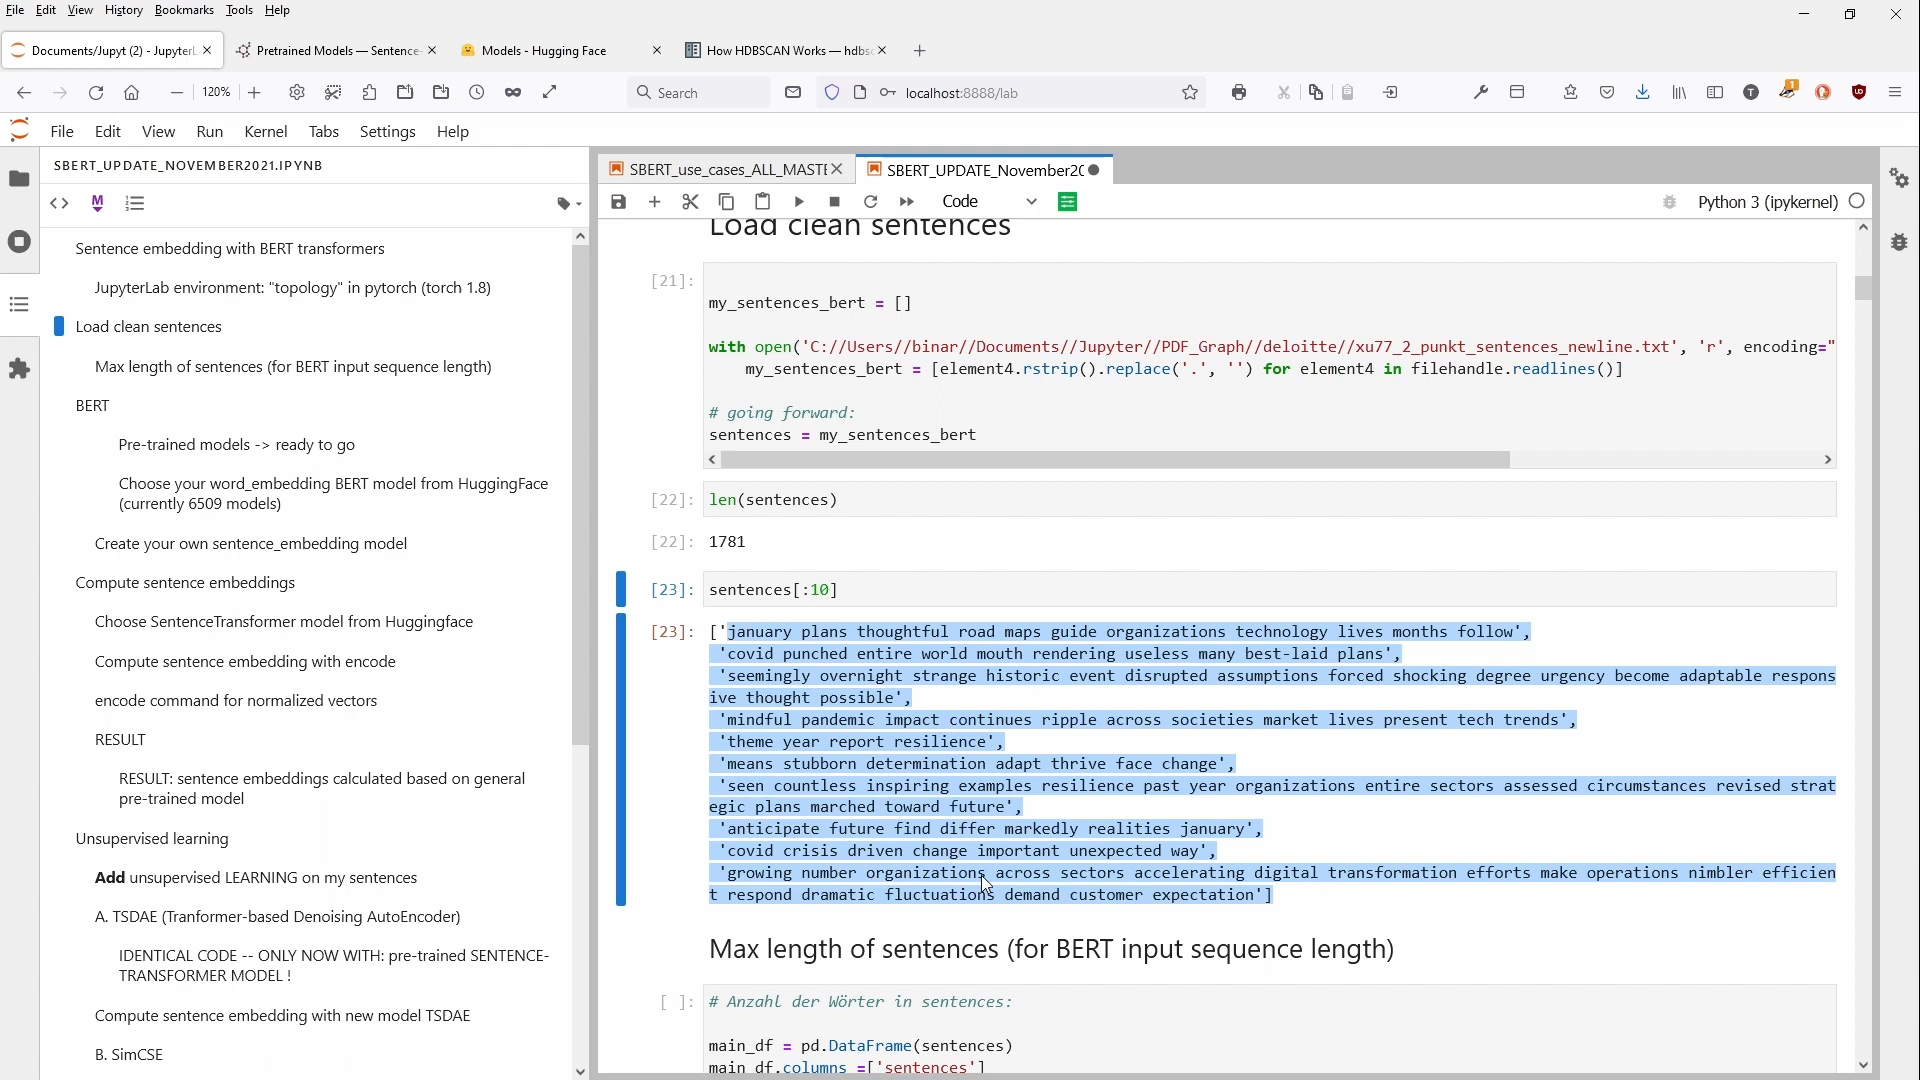 File Edit View History Bookmarks Tools Help
Documents/Jupyt (2) - JupyterL
Pretrained Models — Sentence-
Models - Hugging Face
How HDBSCAN Works — hdbsc
120%
Search
localhost:8888/lab
File Edit View Run Kernel Tabs Settings Help
SBERT_UPDATE_NOVEMBER2021.IPYNB
Sentence embedding with BERT transformers
JupyterLab environment: "topology" in pytorch (torch 1.8)
Load clean sentences
Max length of sentences (for BERT input sequence length)
BERT
Pre-trained models -> ready to go
Choose your word_embedding BERT model from HuggingFace
(currently 6509 models)
Create your own sentence_embedding model
Compute sentence embeddings
Choose SentenceTransformer model from Huggingface
Compute sentence embedding with encode
encode command for normalized vectors
RESULT
RESULT: sentence embeddings calculated based on general
pre-trained model
Unsupervised learning
Add unsupervised LEARNING on my sentences
A. TSDAE (Tranformer-based Denoising AutoEncoder)
IDENTICAL CODE -- ONLY NOW WITH: pre-trained SENTENCE-
TRANSFORMER MODEL !
Compute sentence embedding with new model TSDAE
B. SimCSE
SBERT_use_cases_ALL_MASTE
SBERT_UPDATE_November20
Code
Python 3 (ipykernel)
Load clean sentences
[21]:
my_sentences_bert = []
with open('C://Users//binar//Documents//Jupyter//PDF_Graph//deloitte//xu77_2_punkt_sentences_newline.txt', 'r', encoding="
my_sentences_bert = [element4.rstrip().replace('.', '') for element4 in filehandle.readlines()]
# going forward:
sentences = my_sentences_bert
[22]: len(sentences)
[22]: 1781
[23]: sentences[:10]
[23]: ['january plans thoughtful road maps guide organizations technology lives months follow',
'covid punched entire world mouth rendering useless many best-laid plans',
'seemingly overnight strange historic event disrupted assumptions forced shocking degree urgency become adaptable respons
ive thought possible',
'mindful pandemic impact continues ripple across societies market lives present tech trends',
'theme year report resilience',
'means stubborn determination adapt thrive face change',
'seen countless inspiring examples resilience past year organizations entire sectors assessed circumstances revised strat
egic plans marched toward future',
'anticipate future find differ markedly realities january',
'covid crisis driven change important unexpected way',
'growing number organizations across sectors accelerating digital transformation efforts make operations nimbler efficien
t respond dramatic fluctuations demand customer expectation']
Max length of sentences (for BERT input sequence length)
[ ]: # Anzahl der Wörter in sentences:
main_df = pd.DataFrame(sentences)
main_df.columns =['sentences']